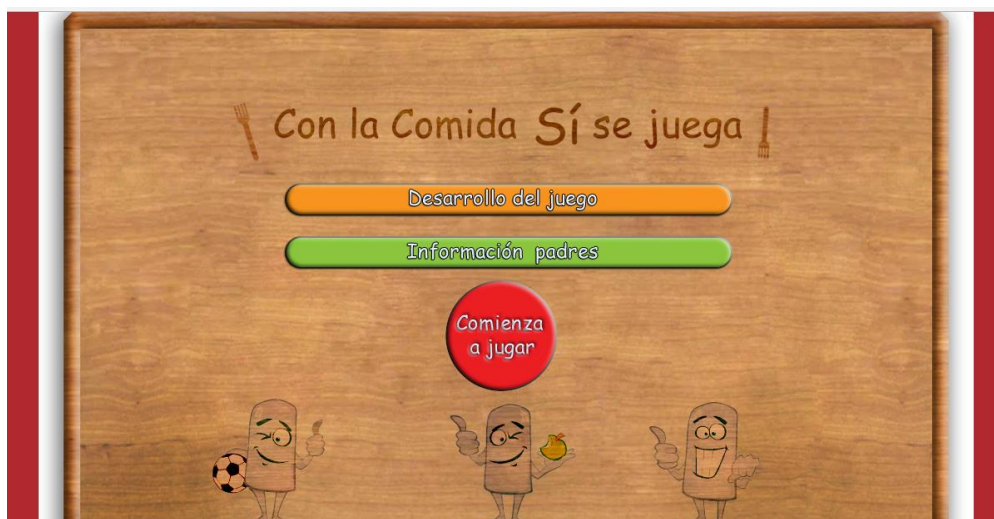 Con la Comida Sí se juega
Desarrollo del juego
Información padres
Comienza
a jugar